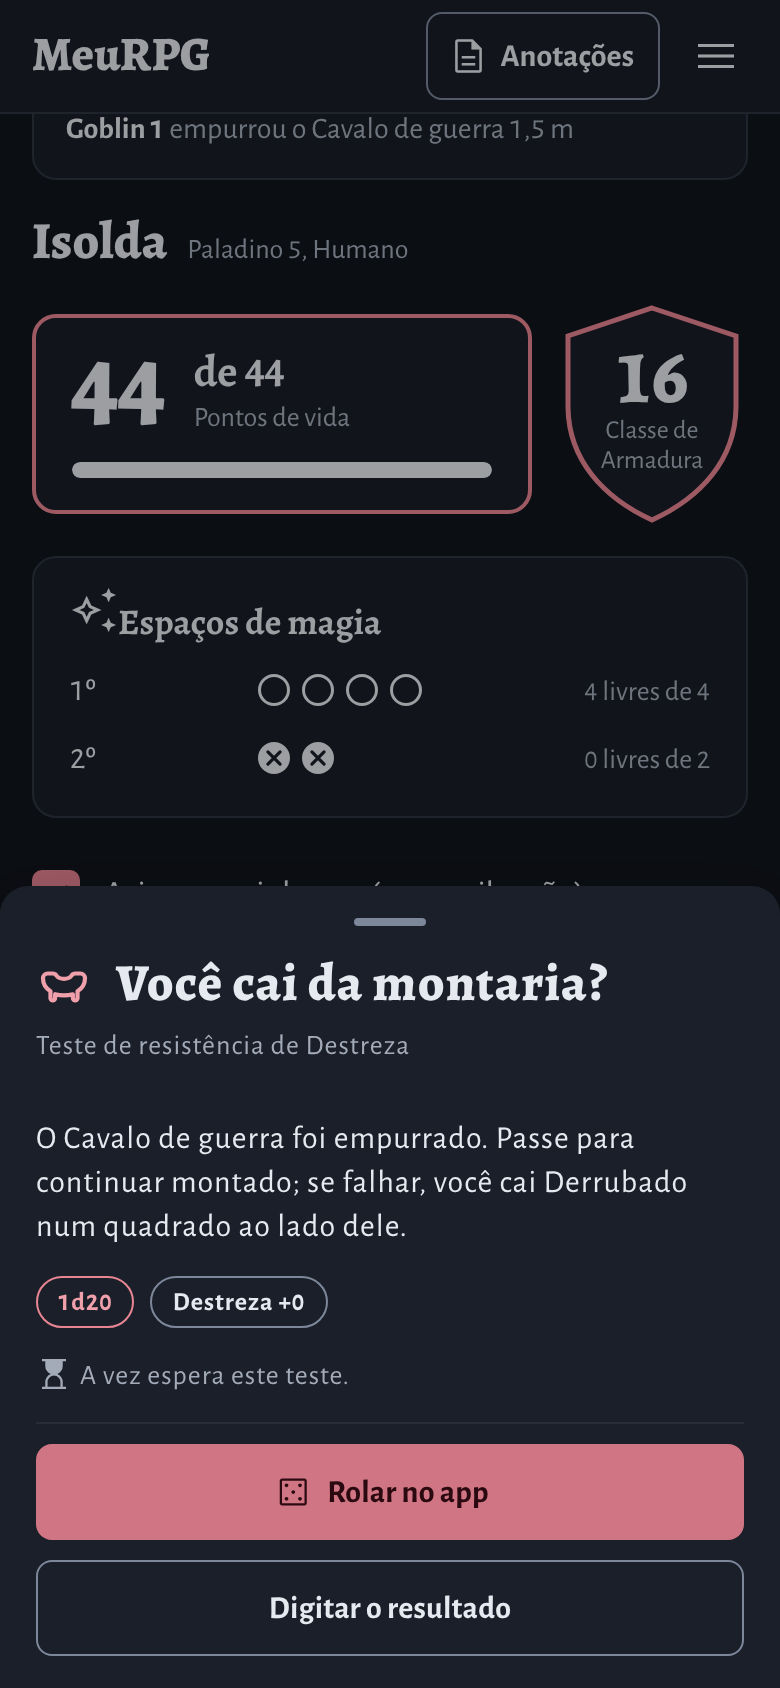 MeuRPG
Anotações
Goblin 1 empurrou o Cavalo de guerra 1,5 m
Isolda Paladino 5, Humano
44 de 44
Pontos de vida
16
Classe de
Armadura
Espaços de magia
1º 4 livres de 4
2º 0 livres de 2
Você cai da montaria?
Teste de resistência de Destreza
O Cavalo de guerra foi empurrado. Passe para
continuar montado; se falhar, você cai Derrubado
num quadrado ao lado dele.
1d20 Destreza +0
A vez espera este teste.
Rolar no app
Digitar o resultado